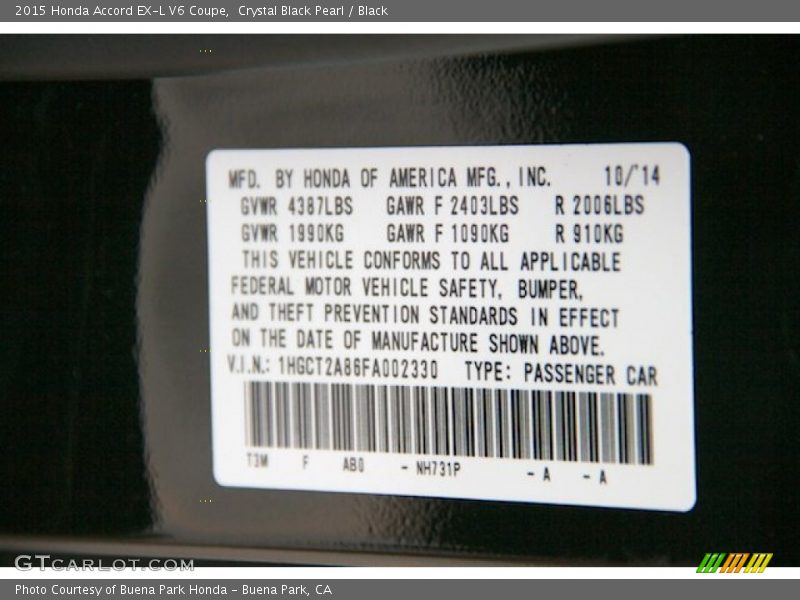 2015 Honda Accord EX-L V6 Coupe, Crystal Black Pearl / Black
MFD. BY HONDA OF AMERICA MFG., INC. 10/'14
GVWR 4387LBS GAWR F 2403LBS R 2006LBS
GVWR 1990KG GAWR F 1090KG R 910KG
THIS VEHICLE CONFORMS TO ALL APPLICABLE
FEDERAL MOTOR VEHICLE SAFETY, BUMPER,
AND THEFT PREVENTION STANDARDS IN EFFECT
ON THE DATE OF MANUFACTURE SHOWN ABOVE.
V.I.N.: 1HGCT2A86FA002330 TYPE: PASSENGER CAR
T3M F AB0 - NH731P - A - A
GTCARLOT.COM
Photo Courtesy of Buena Park Honda - Buena Park, CA